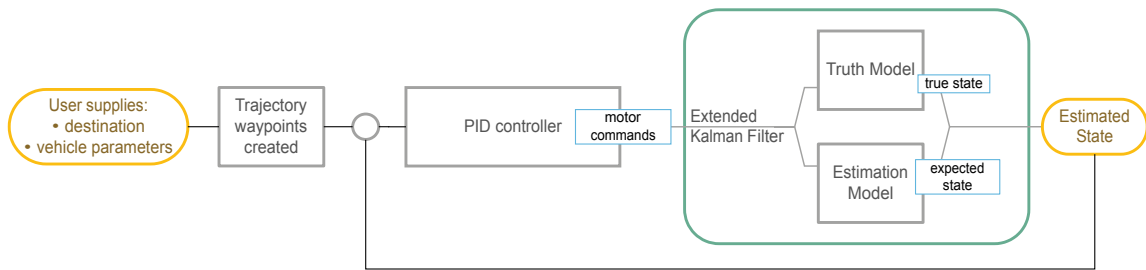 User supplies:
• destination
• vehicle parameters
Trajectory
waypoints
created
PID controller
motor
commands
Extended
Kalman Filter
Truth Model
true state
Estimation
Model
expected
state
Estimated
State